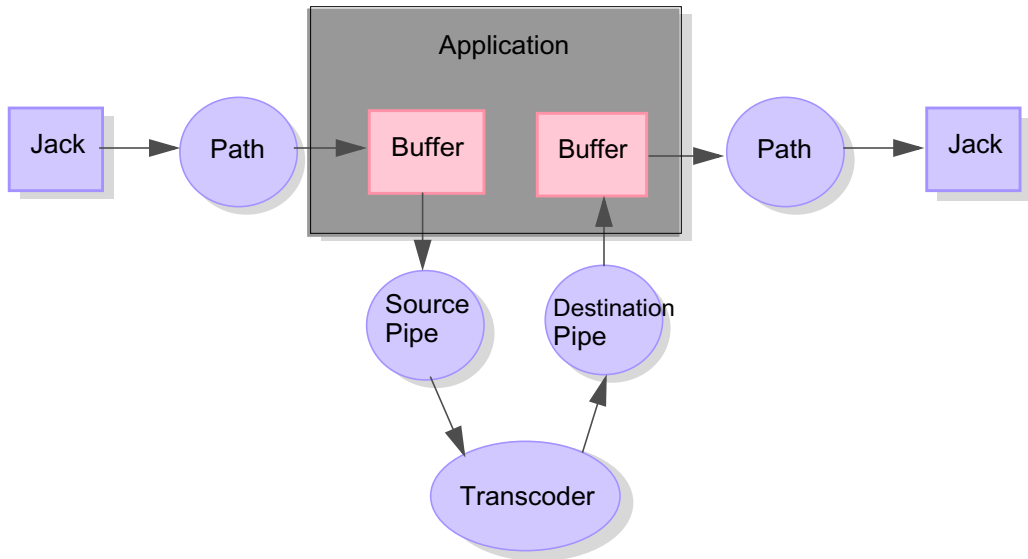 Application
Jack
Path
Buffer
Buffer
Path
Jack
Source
Pipe
Destination
Pipe
Transcoder